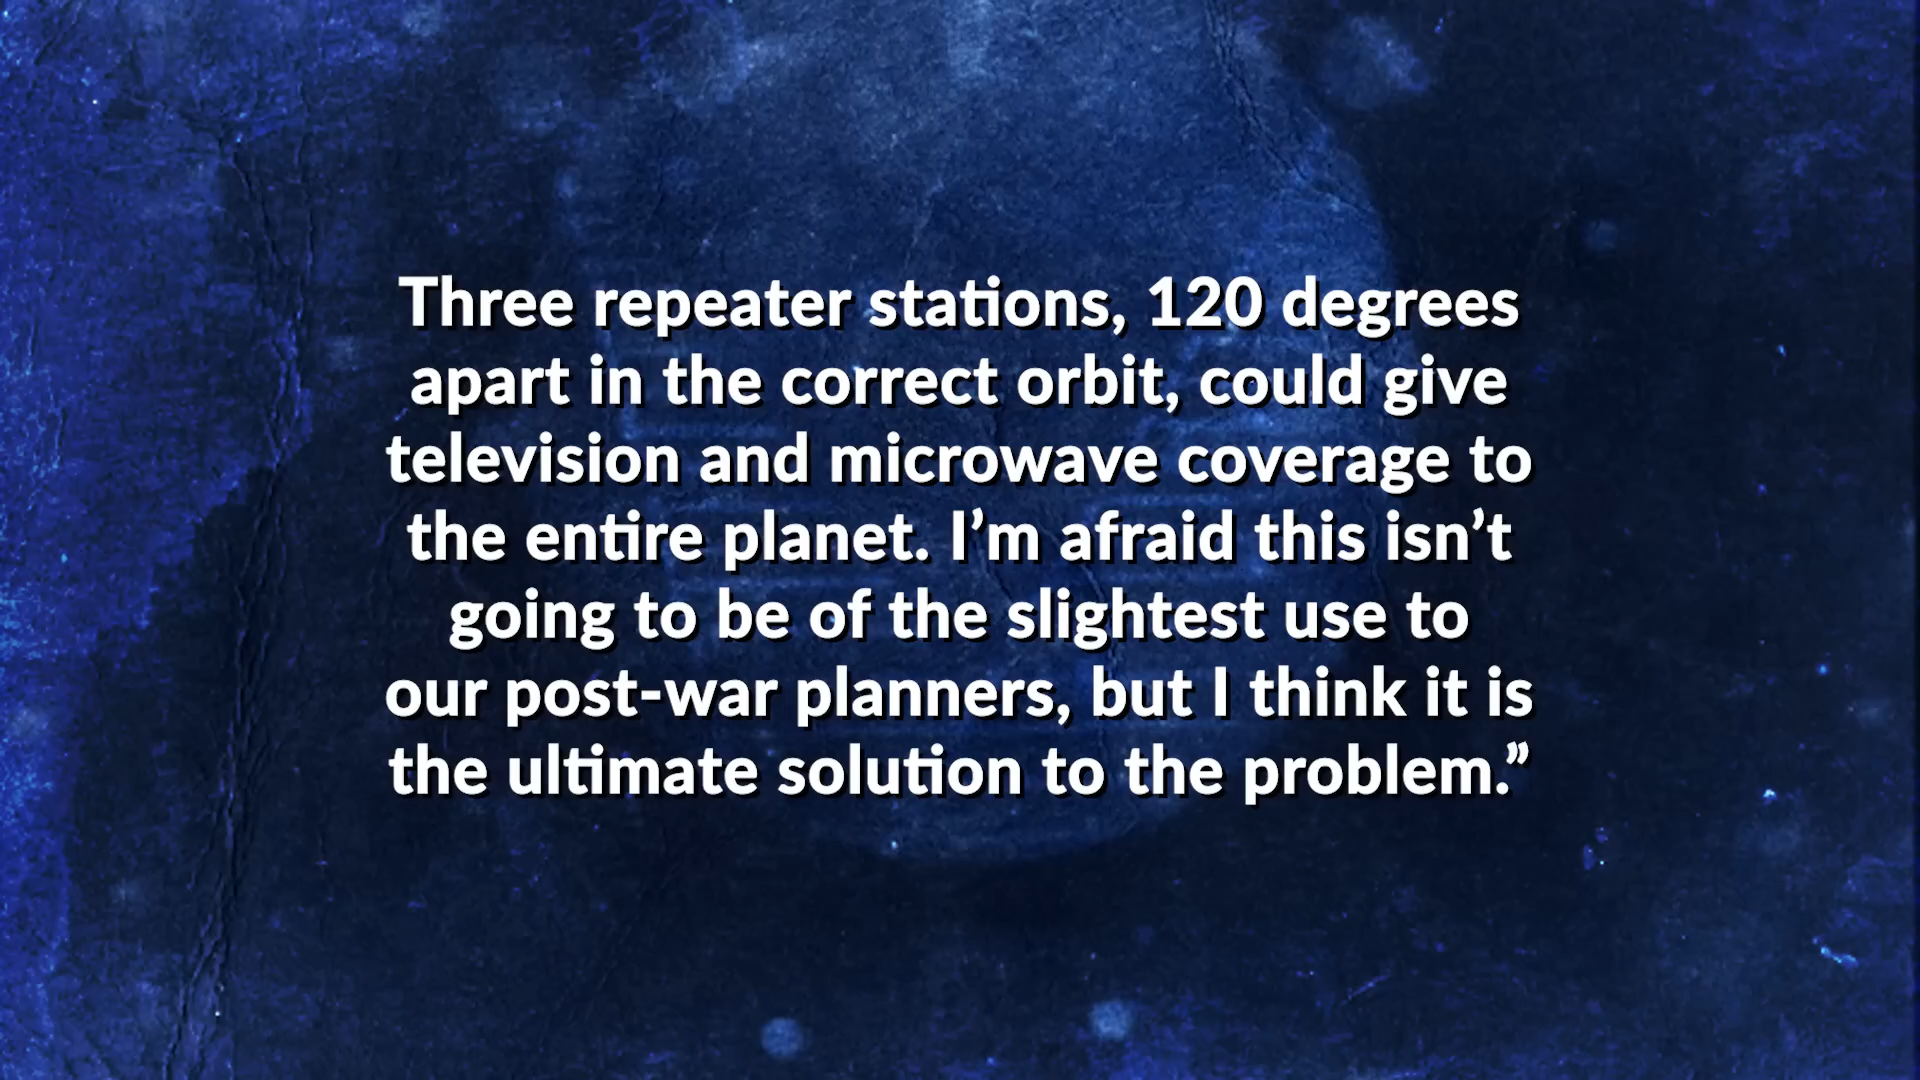 Three repeater stations, 120 degrees
apart in the correct orbit, could give
television and microwave coverage to
the entire planet. I’m afraid this isn’t
going to be of the slightest use to
our post-war planners, but I think it is
the ultimate solution to the problem.”